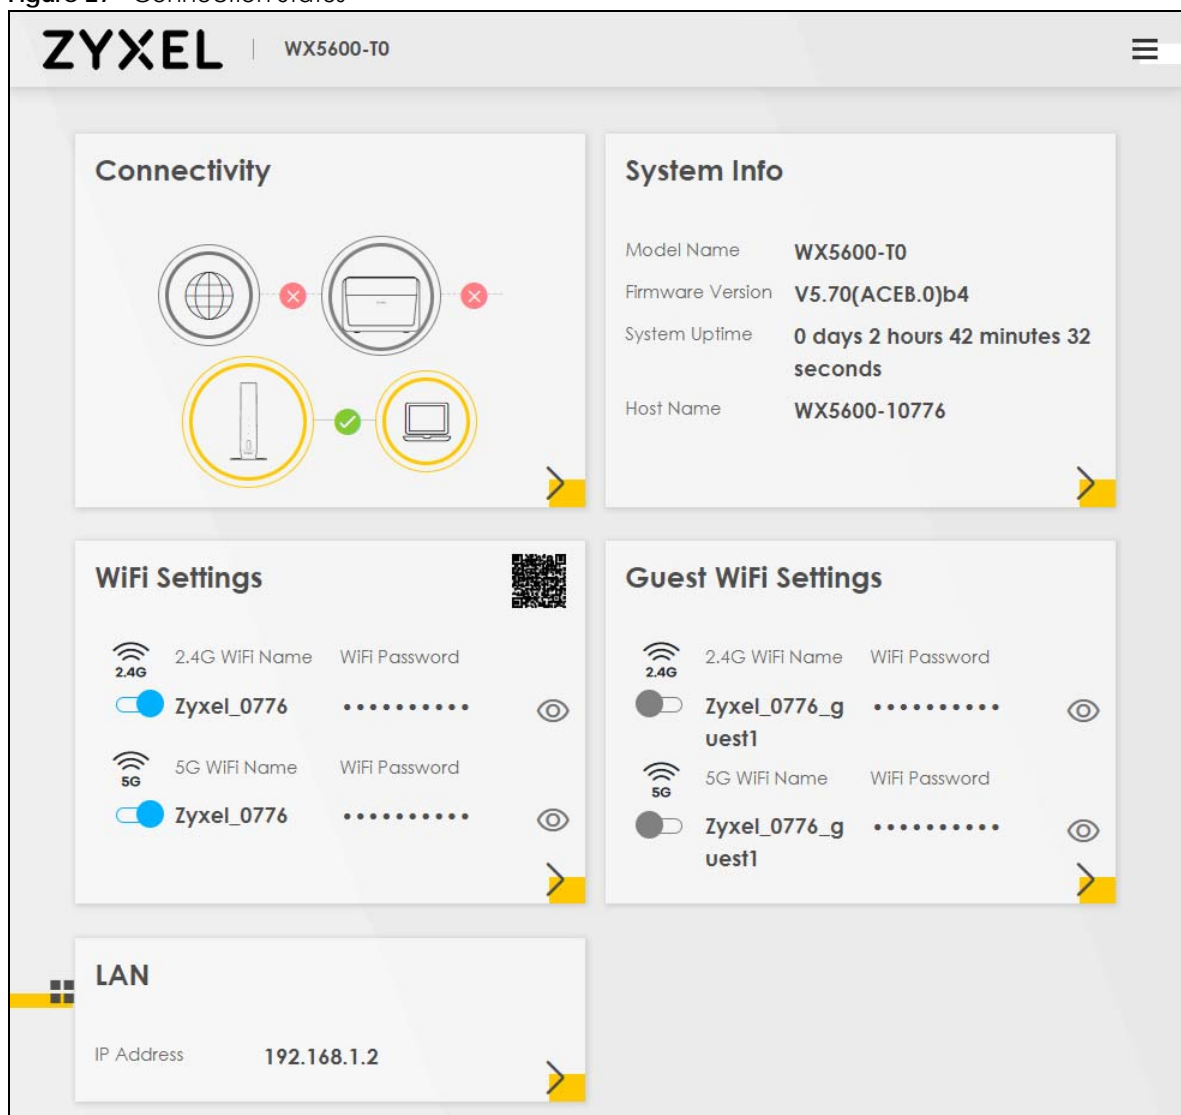 ZYXEL WX5600-T0
Connectivity
System Info
Model Name WX5600-T0
Firmware Version V5.70(ACEB.0)b4
System Uptime 0 days 2 hours 42 minutes 32
seconds
Host Name WX5600-10776
WiFi Settings
2.4G 2.4G WiFi Name WiFi Password
Zyxel_0776 ••••••••••
5G 5G WiFi Name WiFi Password
Zyxel_0776 ••••••••••
Guest WiFi Settings
2.4G 2.4G WiFi Name WiFi Password
Zyxel_0776_g ••••••••••
uest1
5G 5G WiFi Name WiFi Password
Zyxel_0776_g ••••••••••
uest1
LAN
IP Address 192.168.1.2